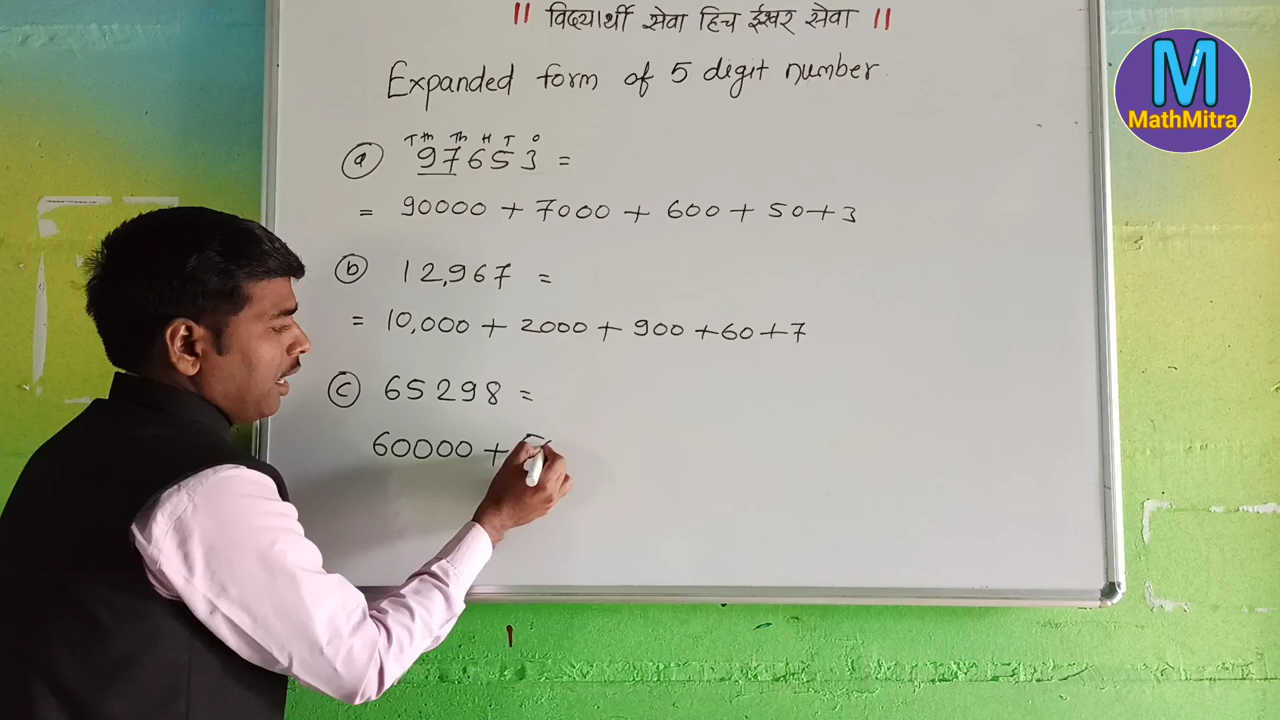 || विद्यार्थी सेवा हिच ईश्वर सेवा ||
Expanded form of 5 digit number
T th Th H T O
(a) 97653 =
= 90000 + 7000 + 600 + 50 + 3
(b) 12,967 =
= 10,000 + 2000 + 900 + 60 + 7
(c) 65298 =
60000 +
M
MathMitra